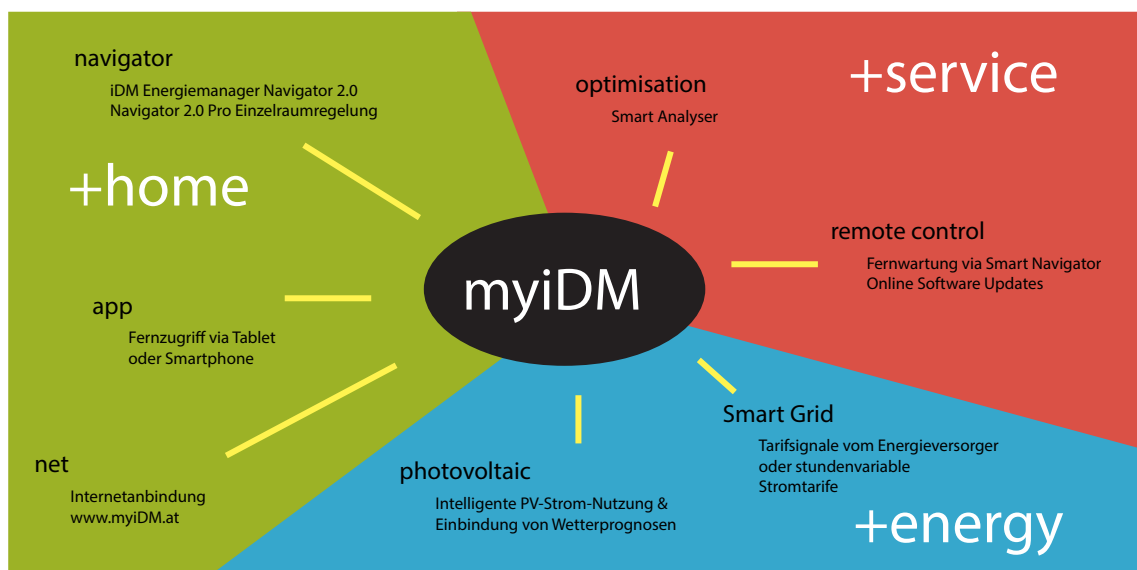 navigator
iDM Energiemanager Navigator 2.0
Navigator 2.0 Pro Einzelraumregelung
+home
app
Fernzugriff via Tablet
oder Smartphone
net
Internetanbindung
www.myiDM.at
myiDM
+service
optimisation
Smart Analyser
remote control
Fernwartung via Smart Navigator
Online Software Updates
Smart Grid
Tarifsignale vom Energieversorger
oder stundenvariable
Stromtarife
photovoltaic
Intelligente PV-Strom-Nutzung &
Einbindung von Wetterprognosen
+energy